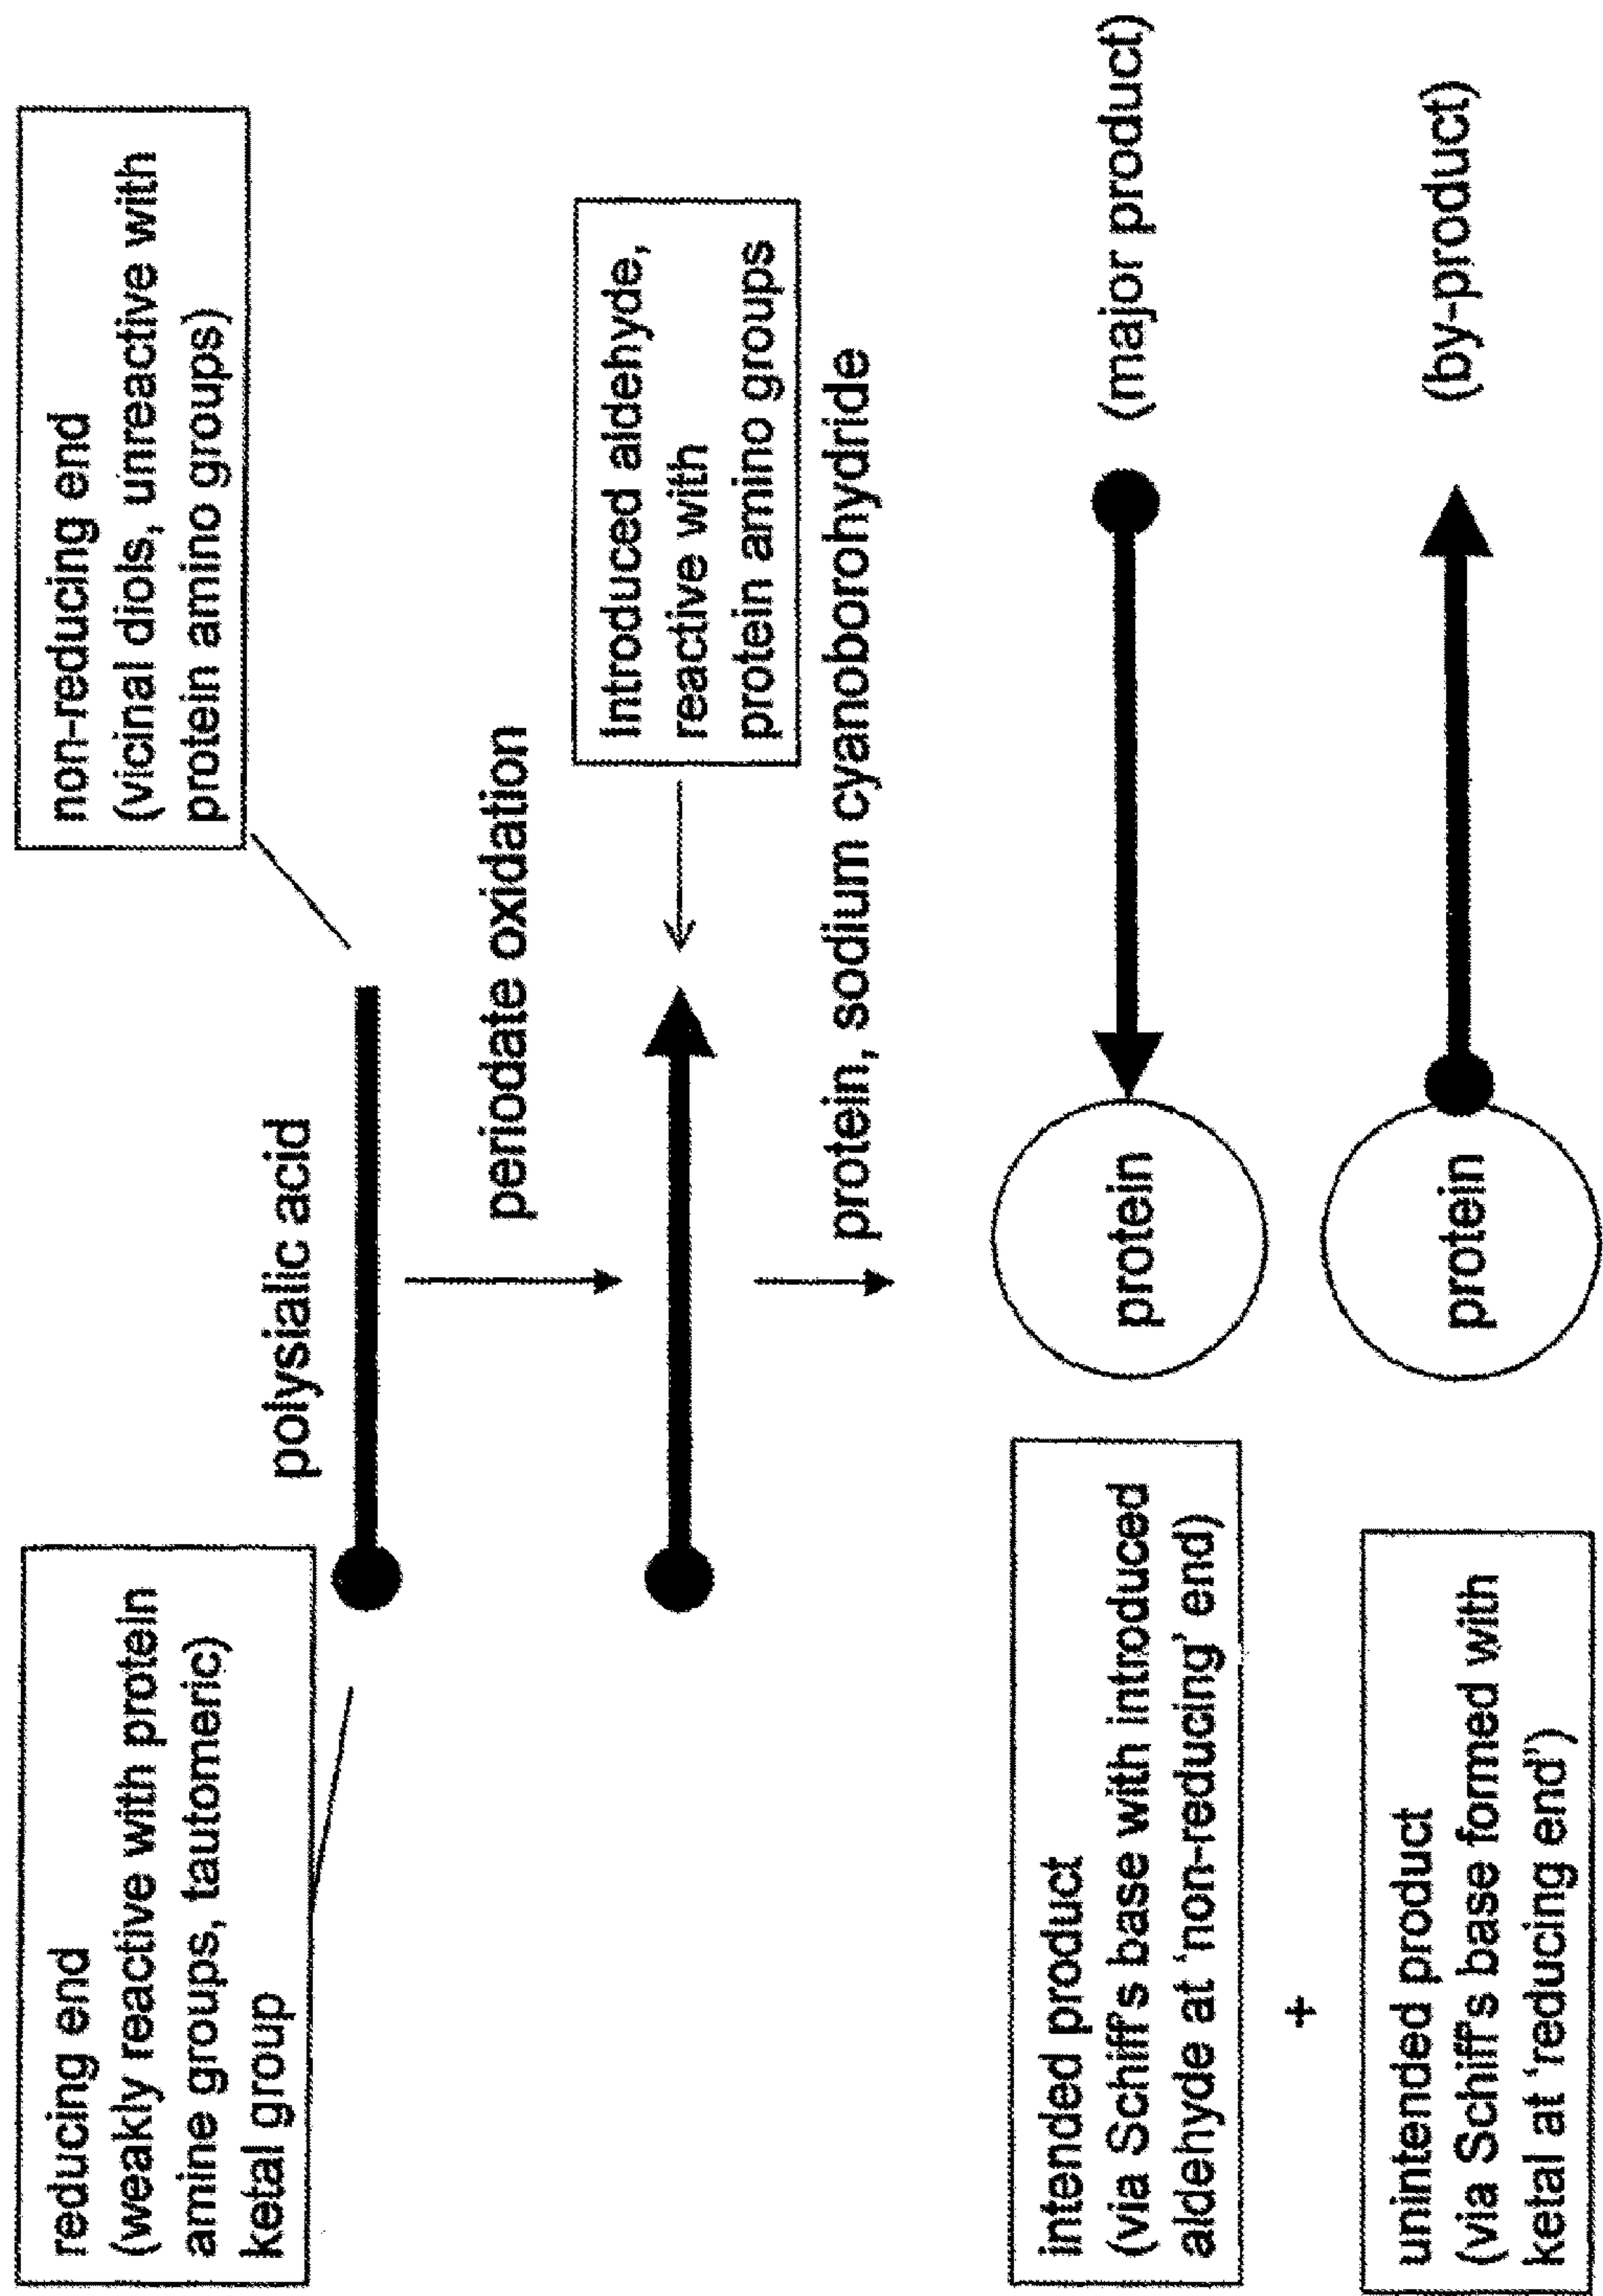 reducing end
(weakly reactive with protein
amine groups, tautomeric)
ketal group
non-reducing end
(vicinal diols, unreactive with
protein amino groups)
polysialic acid
periodate oxidation
introduced aldehyde,
reactive with
protein amino groups
protein, sodium cyanoborohydride
intended product
(via Schiff's base with introduced
aldehyde at 'non-reducing' end)
protein
(major product)
+
unintended product
(via Schiff's base formed with
ketal at 'reducing end')
protein
(by-product)